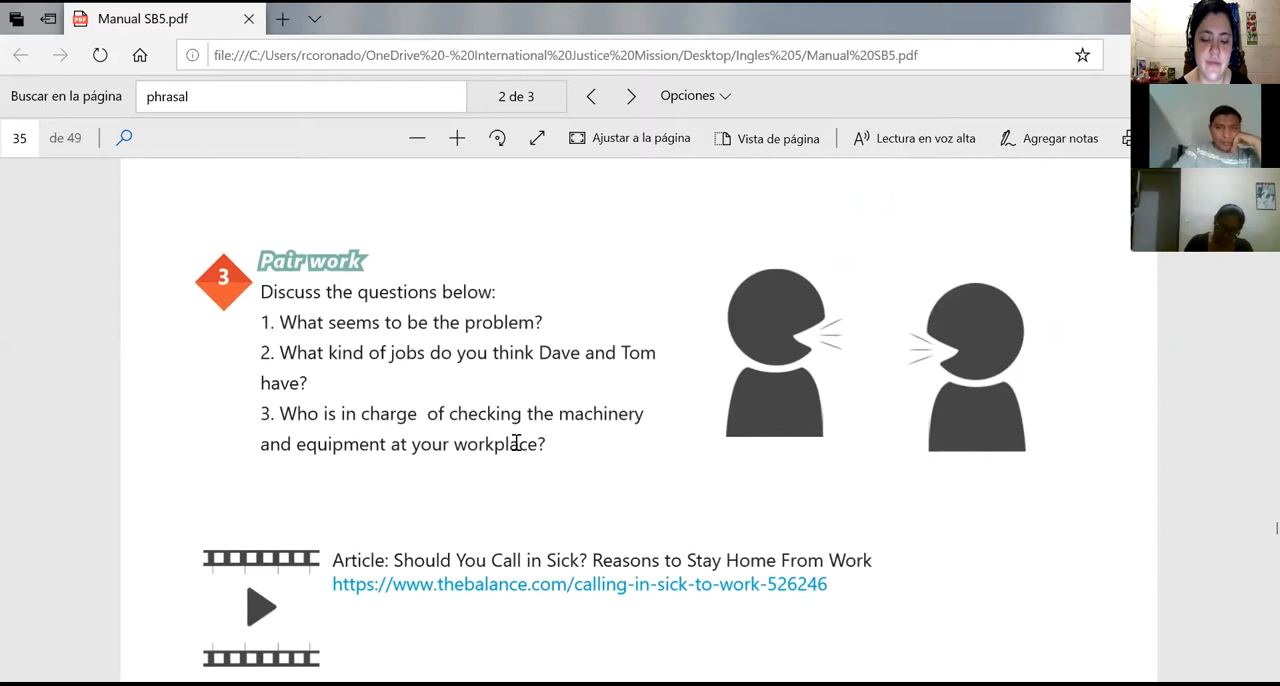 Manual SB5.pdf
file:///C:/Users/rcoronado/OneDrive%20-%20International%20Justice%20Mission/Desktop/Ingles%205/Manual%20SB5.pdf
Buscar en la página phrasal 2 de 3 Opciones
35 de 49 Ajustar a la página Vista de página Lectura en voz alta Agregar notas
3 Pair work
Discuss the questions below:
1. What seems to be the problem?
2. What kind of jobs do you think Dave and Tom
have?
3. Who is in charge of checking the machinery
and equipment at your workplace?
Article: Should You Call in Sick? Reasons to Stay Home From Work
https://www.thebalance.com/calling-in-sick-to-work-526246